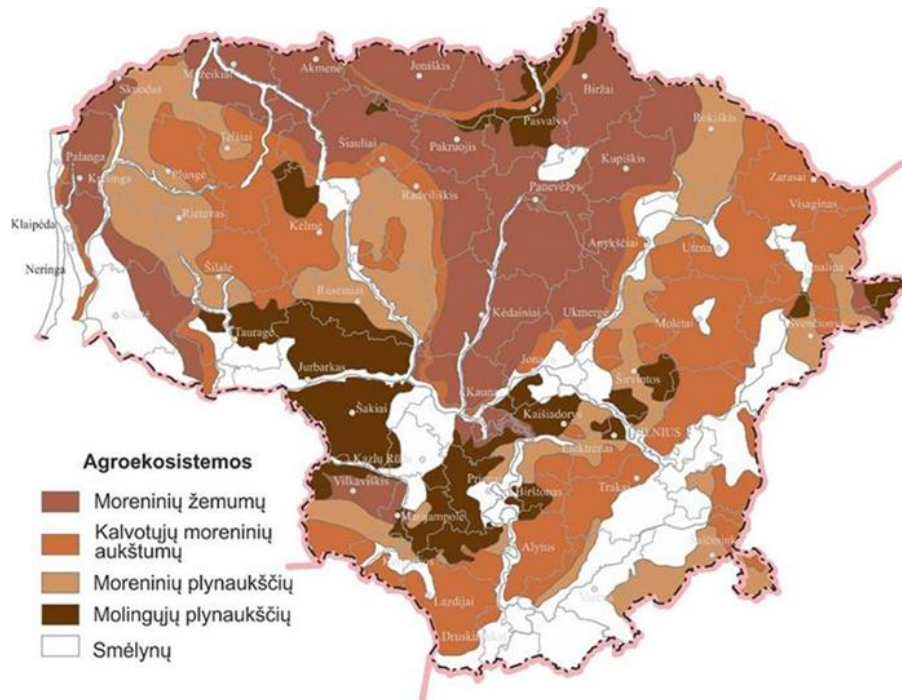 Skuodas
Mažeikiai
Akmenė
Joniškis
Biržai
Pasvalys
Rokiškis
Telšiai
Šiauliai
Pakruojis
Kupiškis
Palanga
Kretinga
Plungė
Radviliškis
Panevėžys
Zarasai
Visaginas
Klaipėda
Rietavas
Kelmė
Anykščiai
Utena
Neringa
Šilalė
Raseiniai
Kėdainiai
Ukmergė
Molėtai
Tauragė
Jurbarkas
Jonava
Širvintos
Šakiai
Kaunas
Kaišiadorys
VILNIUS
Kazlų Rūda
Elektrėnai
Vilkaviškis
Birštonas
Trakai
Marijampolė
Alytus
Lazdijai
Agroekosistemos
Moreninių žemumų
Kalvotųjų moreninių
aukštumų
Moreninių plynaukščių
Molingųjų plynaukščių
Smėlynų